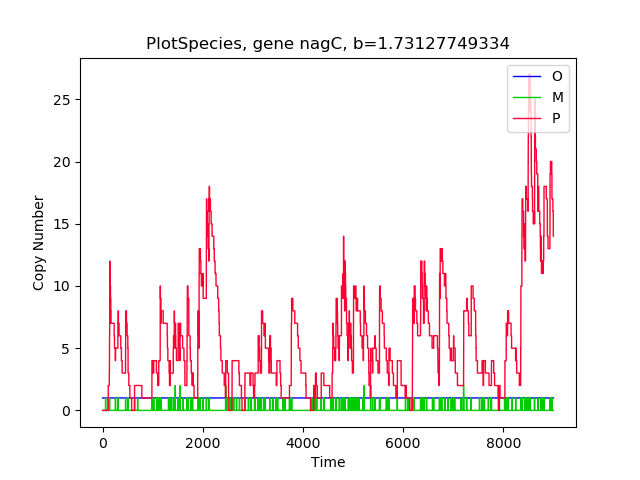 PlotSpecies, gene nagC, b=1.73127749334
O
M
P
25
20
15
10
5
0
Copy Number
0 2000 4000 6000 8000
Time